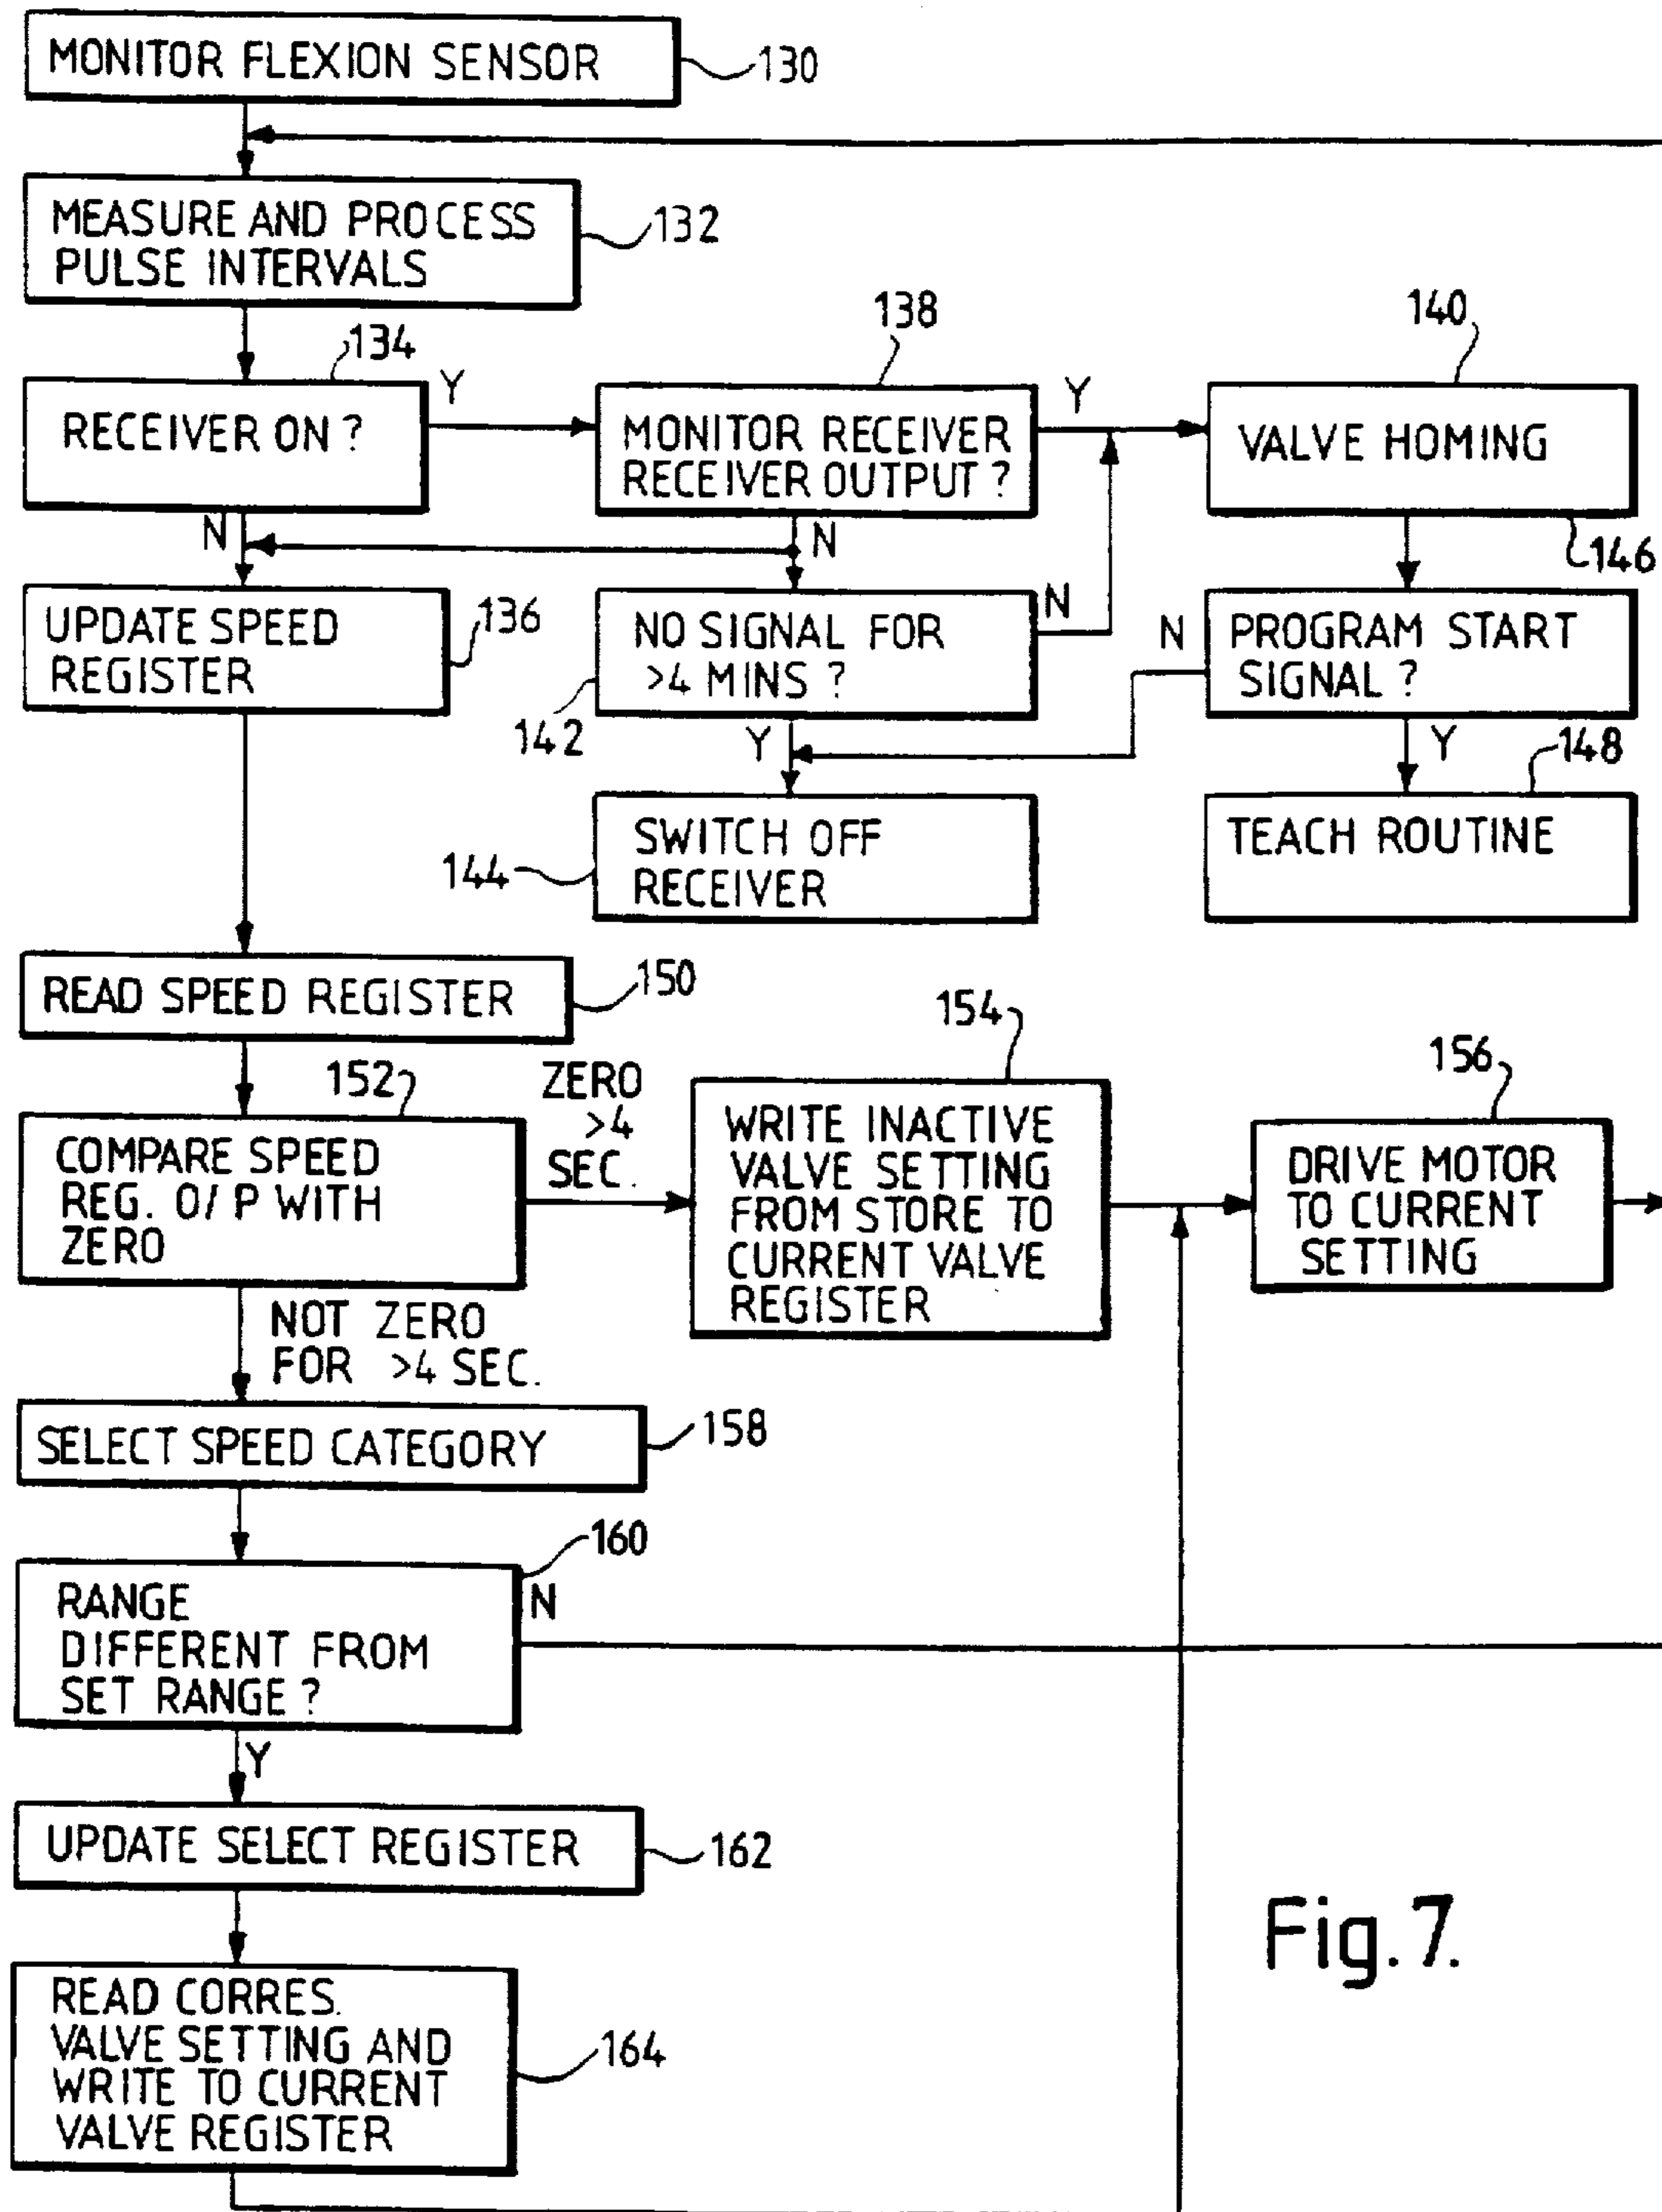 MONITOR FLEXION SENSOR
130
MEASURE AND PROCESS
PULSE INTERVALS
132
134
RECEIVER ON ?
Y
N
138
MONITOR RECEIVER
RECEIVER OUTPUT ?
Y
N
140
VALVE HOMING
146
UPDATE SPEED
REGISTER
136
NO SIGNAL FOR
>4 MINS ?
N
142
Y
N
PROGRAM START
SIGNAL ?
Y
148
144
SWITCH OFF
RECEIVER
TEACH ROUTINE
READ SPEED REGISTER
150
152
COMPARE SPEED
REG. O/P WITH
ZERO
ZERO
>4
SEC.
154
WRITE INACTIVE
VALVE SETTING
FROM STORE TO
CURRENT VALVE
REGISTER
156
DRIVE MOTOR
TO CURRENT
SETTING
NOT ZERO
FOR >4 SEC.
SELECT SPEED CATEGORY
158
160
RANGE
DIFFERENT FROM
SET RANGE ?
N
Y
UPDATE SELECT REGISTER
162
READ CORRES.
VALVE SETTING AND
WRITE TO CURRENT
VALVE REGISTER
164
Fig.7.